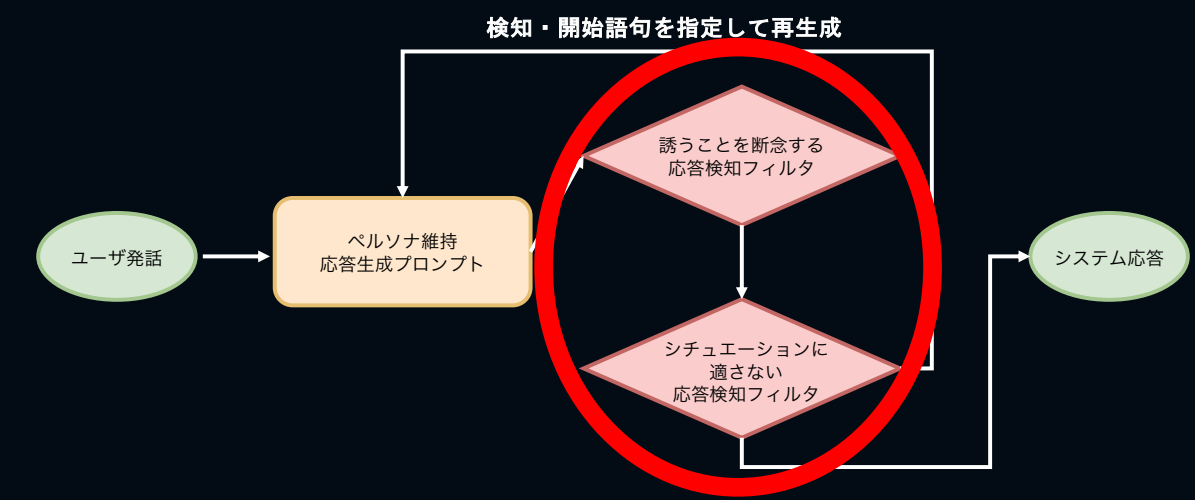 検知・開始語句を指定して再生成
誘うことを断念する
応答検知フィルタ
ユーザ発話
ペルソナ維持
応答生成プロンプト
システム応答
シチュエーションに
適さない
応答検知フィルタ